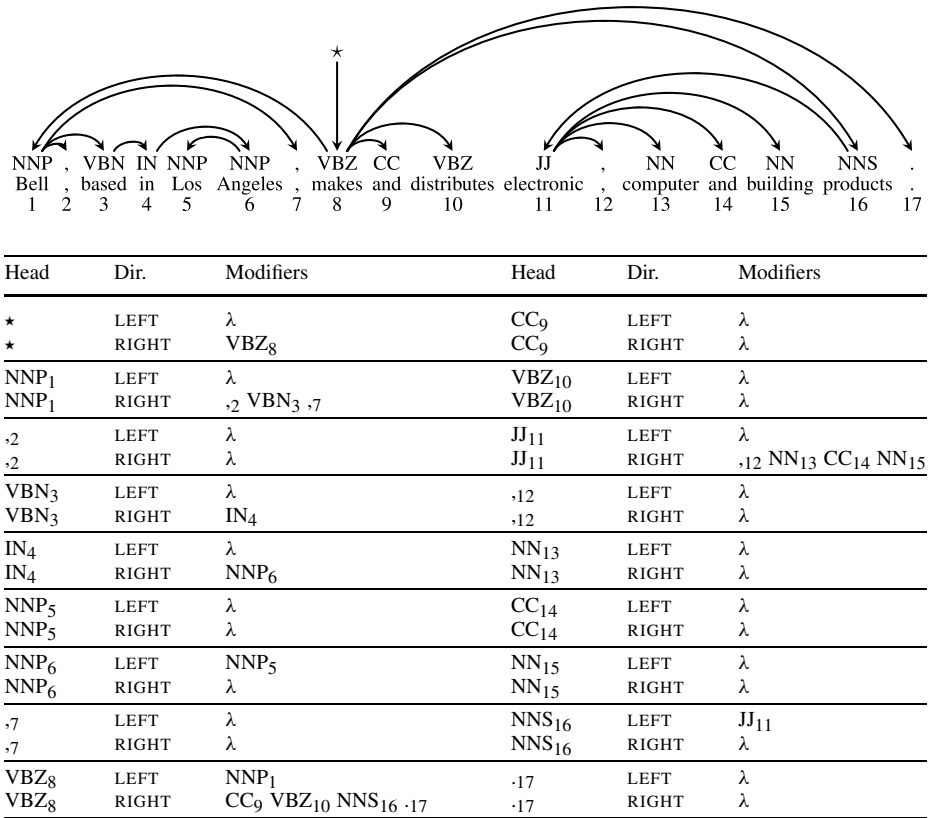 ⋆
NNP , VBN IN NNP NNP , VBZ CC VBZ JJ , NN CC NN NNS .
Bell , based in Los Angeles , makes and distributes electronic , computer and building products .
1 2 3 4 5 6 7 8 9 10 11 12 13 14 15 16 17
Head Dir. Modifiers Head Dir. Modifiers
⋆ LEFT λ CC9 LEFT λ
⋆ RIGHT VBZ8 CC9 RIGHT λ
NNP1 LEFT λ VBZ10 LEFT λ
NNP1 RIGHT ,2 VBN3 ,7 VBZ10 RIGHT λ
,2 LEFT λ JJ11 LEFT λ
,2 RIGHT λ JJ11 RIGHT ,12 NN13 CC14 NN15
VBN3 LEFT λ ,12 LEFT λ
VBN3 RIGHT IN4 ,12 RIGHT λ
IN4 LEFT λ NN13 LEFT λ
IN4 RIGHT NNP6 NN13 RIGHT λ
NNP5 LEFT λ CC14 LEFT λ
NNP5 RIGHT λ CC14 RIGHT λ
NNP6 LEFT NNP5 NN15 LEFT λ
NNP6 RIGHT λ NN15 RIGHT λ
,7 LEFT λ NNS16 LEFT JJ11
,7 RIGHT λ NNS16 RIGHT λ
VBZ8 LEFT NNP1 .17 LEFT λ
VBZ8 RIGHT CC9 VBZ10 NNS16 .17 .17 RIGHT λ